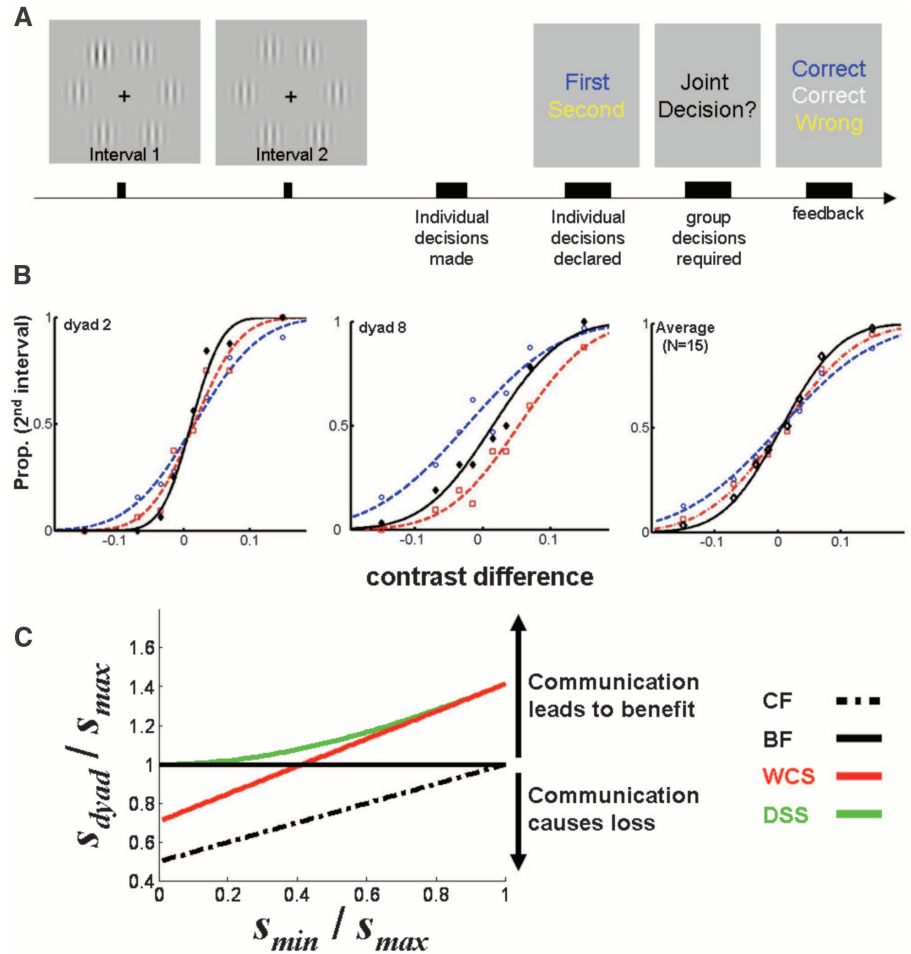 A
Interval 1
Interval 2
First
Second
Joint
Decision?
Correct
Correct
Wrong
Individual
decisions
made
Individual
decisions
declared
group
decisions
required
feedback
B
Prop. (2nd interval)
dyad 2
1
0.5
0
-0.1
0
0.1
dyad 8
1
0.5
0
-0.1
0
0.1
Average
(N=15)
1
0.5
0
-0.1
0
0.1
contrast difference
C
s_dyad / s_max
1.6
1.4
1.2
1
0.8
0.6
0.4
0
0.2
0.4
0.6
0.8
1
s_min / s_max
Communication
leads to benefit
Communication
causes loss
CF
BF
WCS
DSS